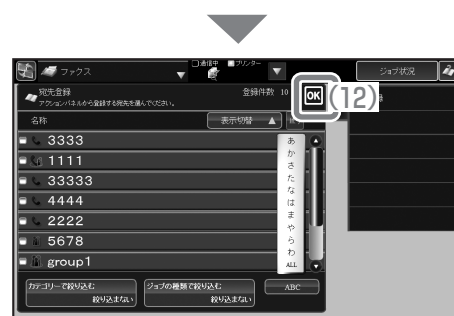 ファクス
通信中 プリンター
ジョブ状況
宛先登録
登録件数 10
OK
(12)
アクションパネルから登録する宛先を選んでください。
名称
表示切替
3333
1111
33333
4444
2222
5678
group1
あ
か
さ
た
な
は
ま
や
ら
わ
ALL
カテゴリーで絞り込む
絞り込まない
ジョブの種類で絞り込む
絞り込まない
ABC